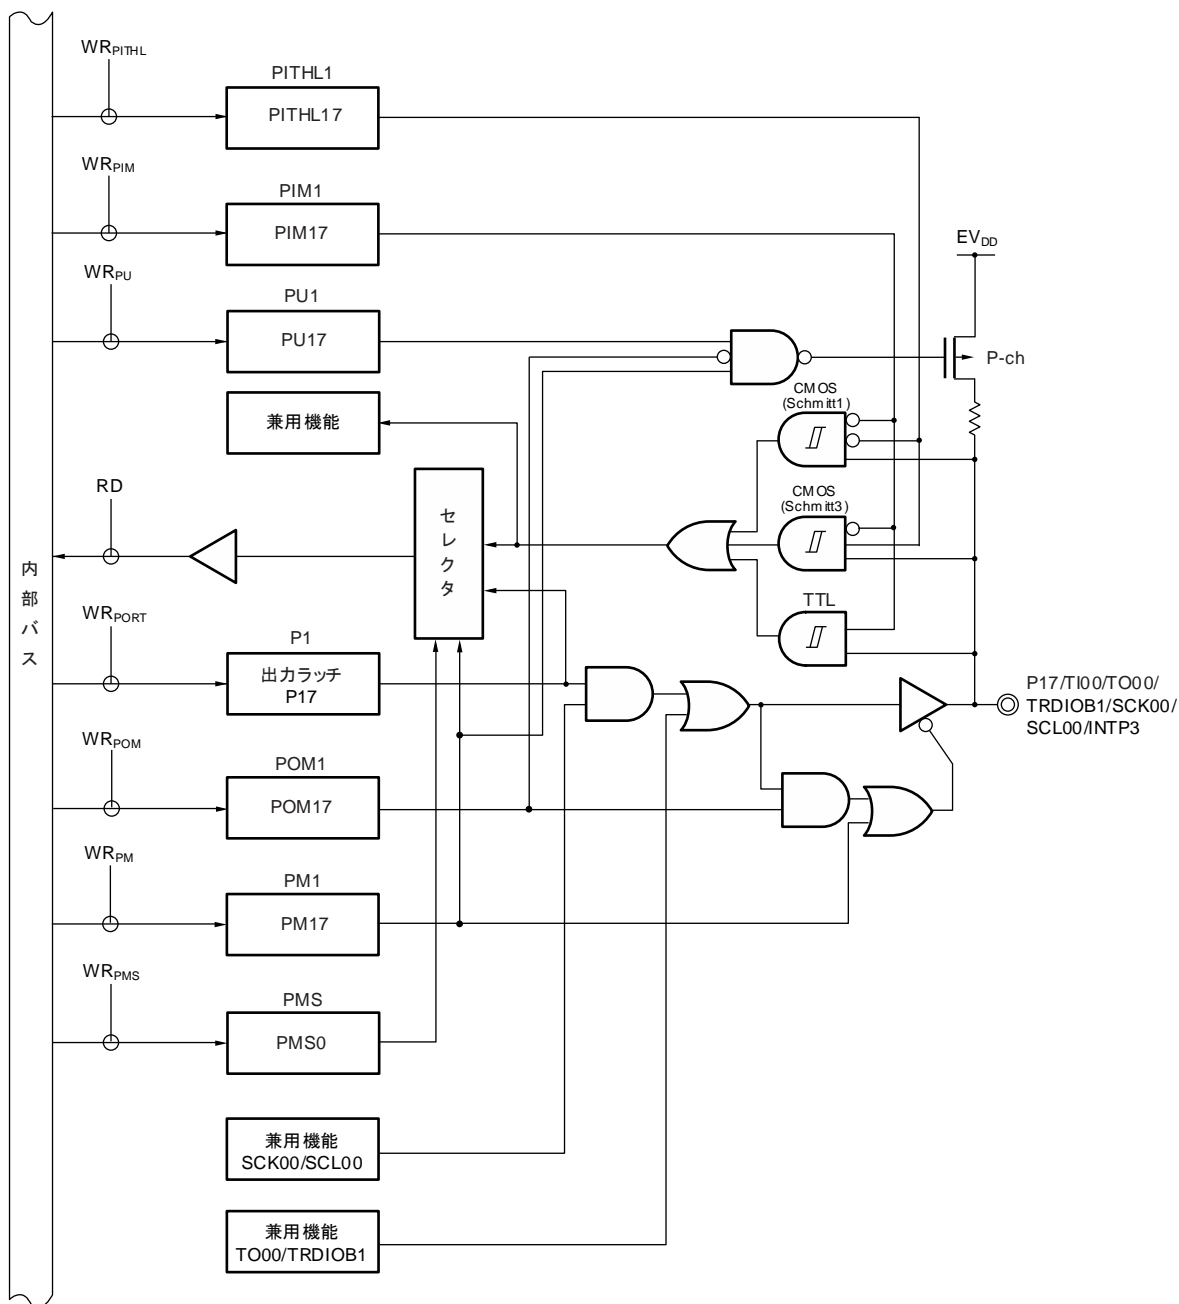 WRPITHL
PITHL1
PITHL17
WRPIM
PIM1
PIM17
EVDD
WRPU
PU1
PU17
P-ch
CMOS
(Schmitt1)
兼用機能
RD
セレクタ
CMOS
(Schmitt3)
内部バス
TTL
WRPORT
P1
出力ラッチ
P17
P17/TI00/TO00/
TRDIOB1/SCK00/
SCL00/INTP3
WRPOM
POM1
POM17
WRPM
PM1
PM17
WRPMS
PMS
PMS0
兼用機能
SCK00/SCL00
兼用機能
TO00/TRDIOB1